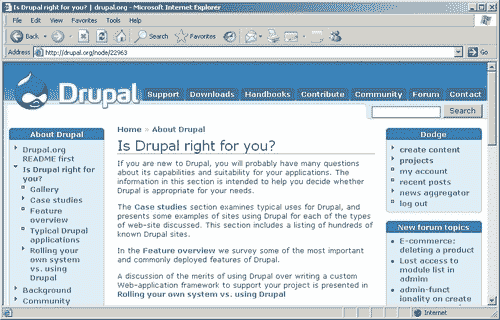 Is Drupal right for you? | drupal.org - Microsoft Internet Explorer
File Edit View Favorites Tools Help
Back Search Favorites
Address http://drupal.org/node/22963 Go
Drupal
Support Downloads Handbooks Contribute Community Forum Contact
Search
About Drupal
Drupal.org
README first
Is Drupal right for
you?
Gallery
Case studies
Feature
overview
Typical Drupal
applications
Rolling your
own system
vs. using
Drupal
Background
Community
Home » About Drupal
Is Drupal right for you?
If you are new to Drupal, you will probably have many questions
about its capabilities and suitability for your applications. The
information in this section is intended to help you decide whether
Drupal is appropriate for your needs.
The Case studies section examines typical uses for Drupal, and
presents some examples of sites using Drupal for each of the types
of web-site discussed. This section includes a listing of hundreds of
known Drupal sites.
In the Feature overview we survey some of the most important
and commonly deployed features of Drupal.
A discussion of the merits of using Drupal over writing a custom
Web-application framework to support your project is presented in
Rolling your own system vs. using Drupal
Dodge
create content
projects
my account
recent posts
news aggregator
log out
New forum topics
E-commerce:
deleting a product
Lost access to
module list in
admim
admin-funct
ionality on create
Internet